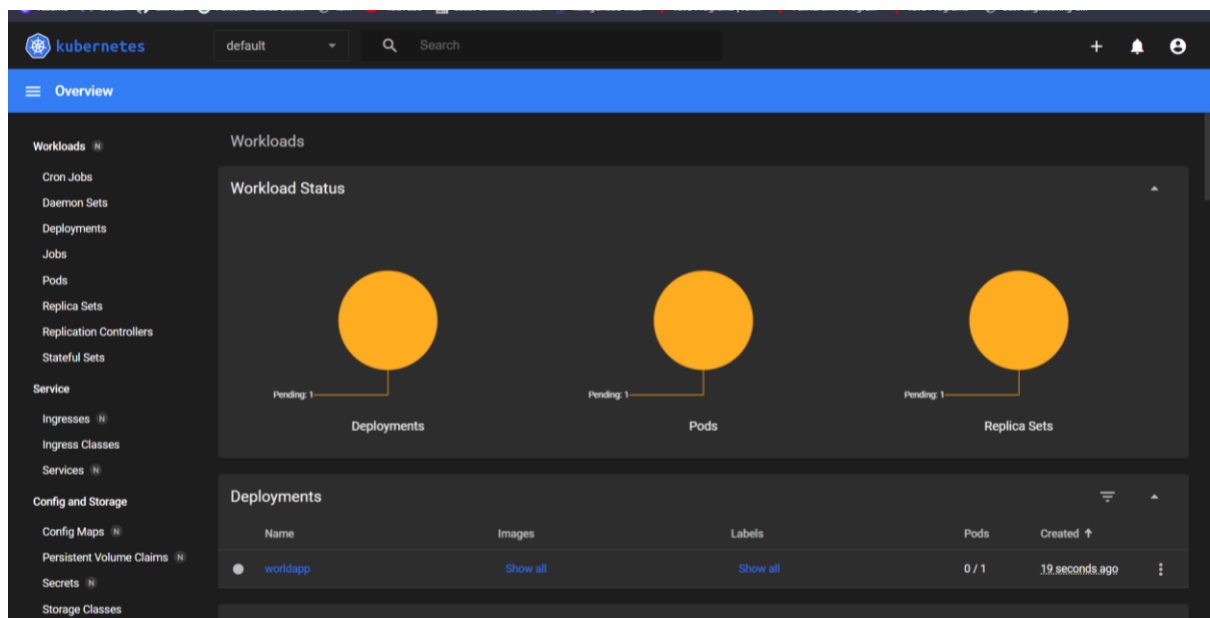 kubernetes
default
Search
Overview
Workloads N
Cron Jobs
Daemon Sets
Deployments
Jobs
Pods
Replica Sets
Replication Controllers
Stateful Sets
Service
Ingresses N
Ingress Classes
Services N
Config and Storage
Config Maps N
Persistent Volume Claims N
Secrets N
Storage Classes
Workloads
Workload Status
Pending: 1
Deployments
Pending: 1
Pods
Pending: 1
Replica Sets
Deployments
Name Images Labels Pods Created ↑
worldapp Show all Show all 0 / 1 19 seconds ago